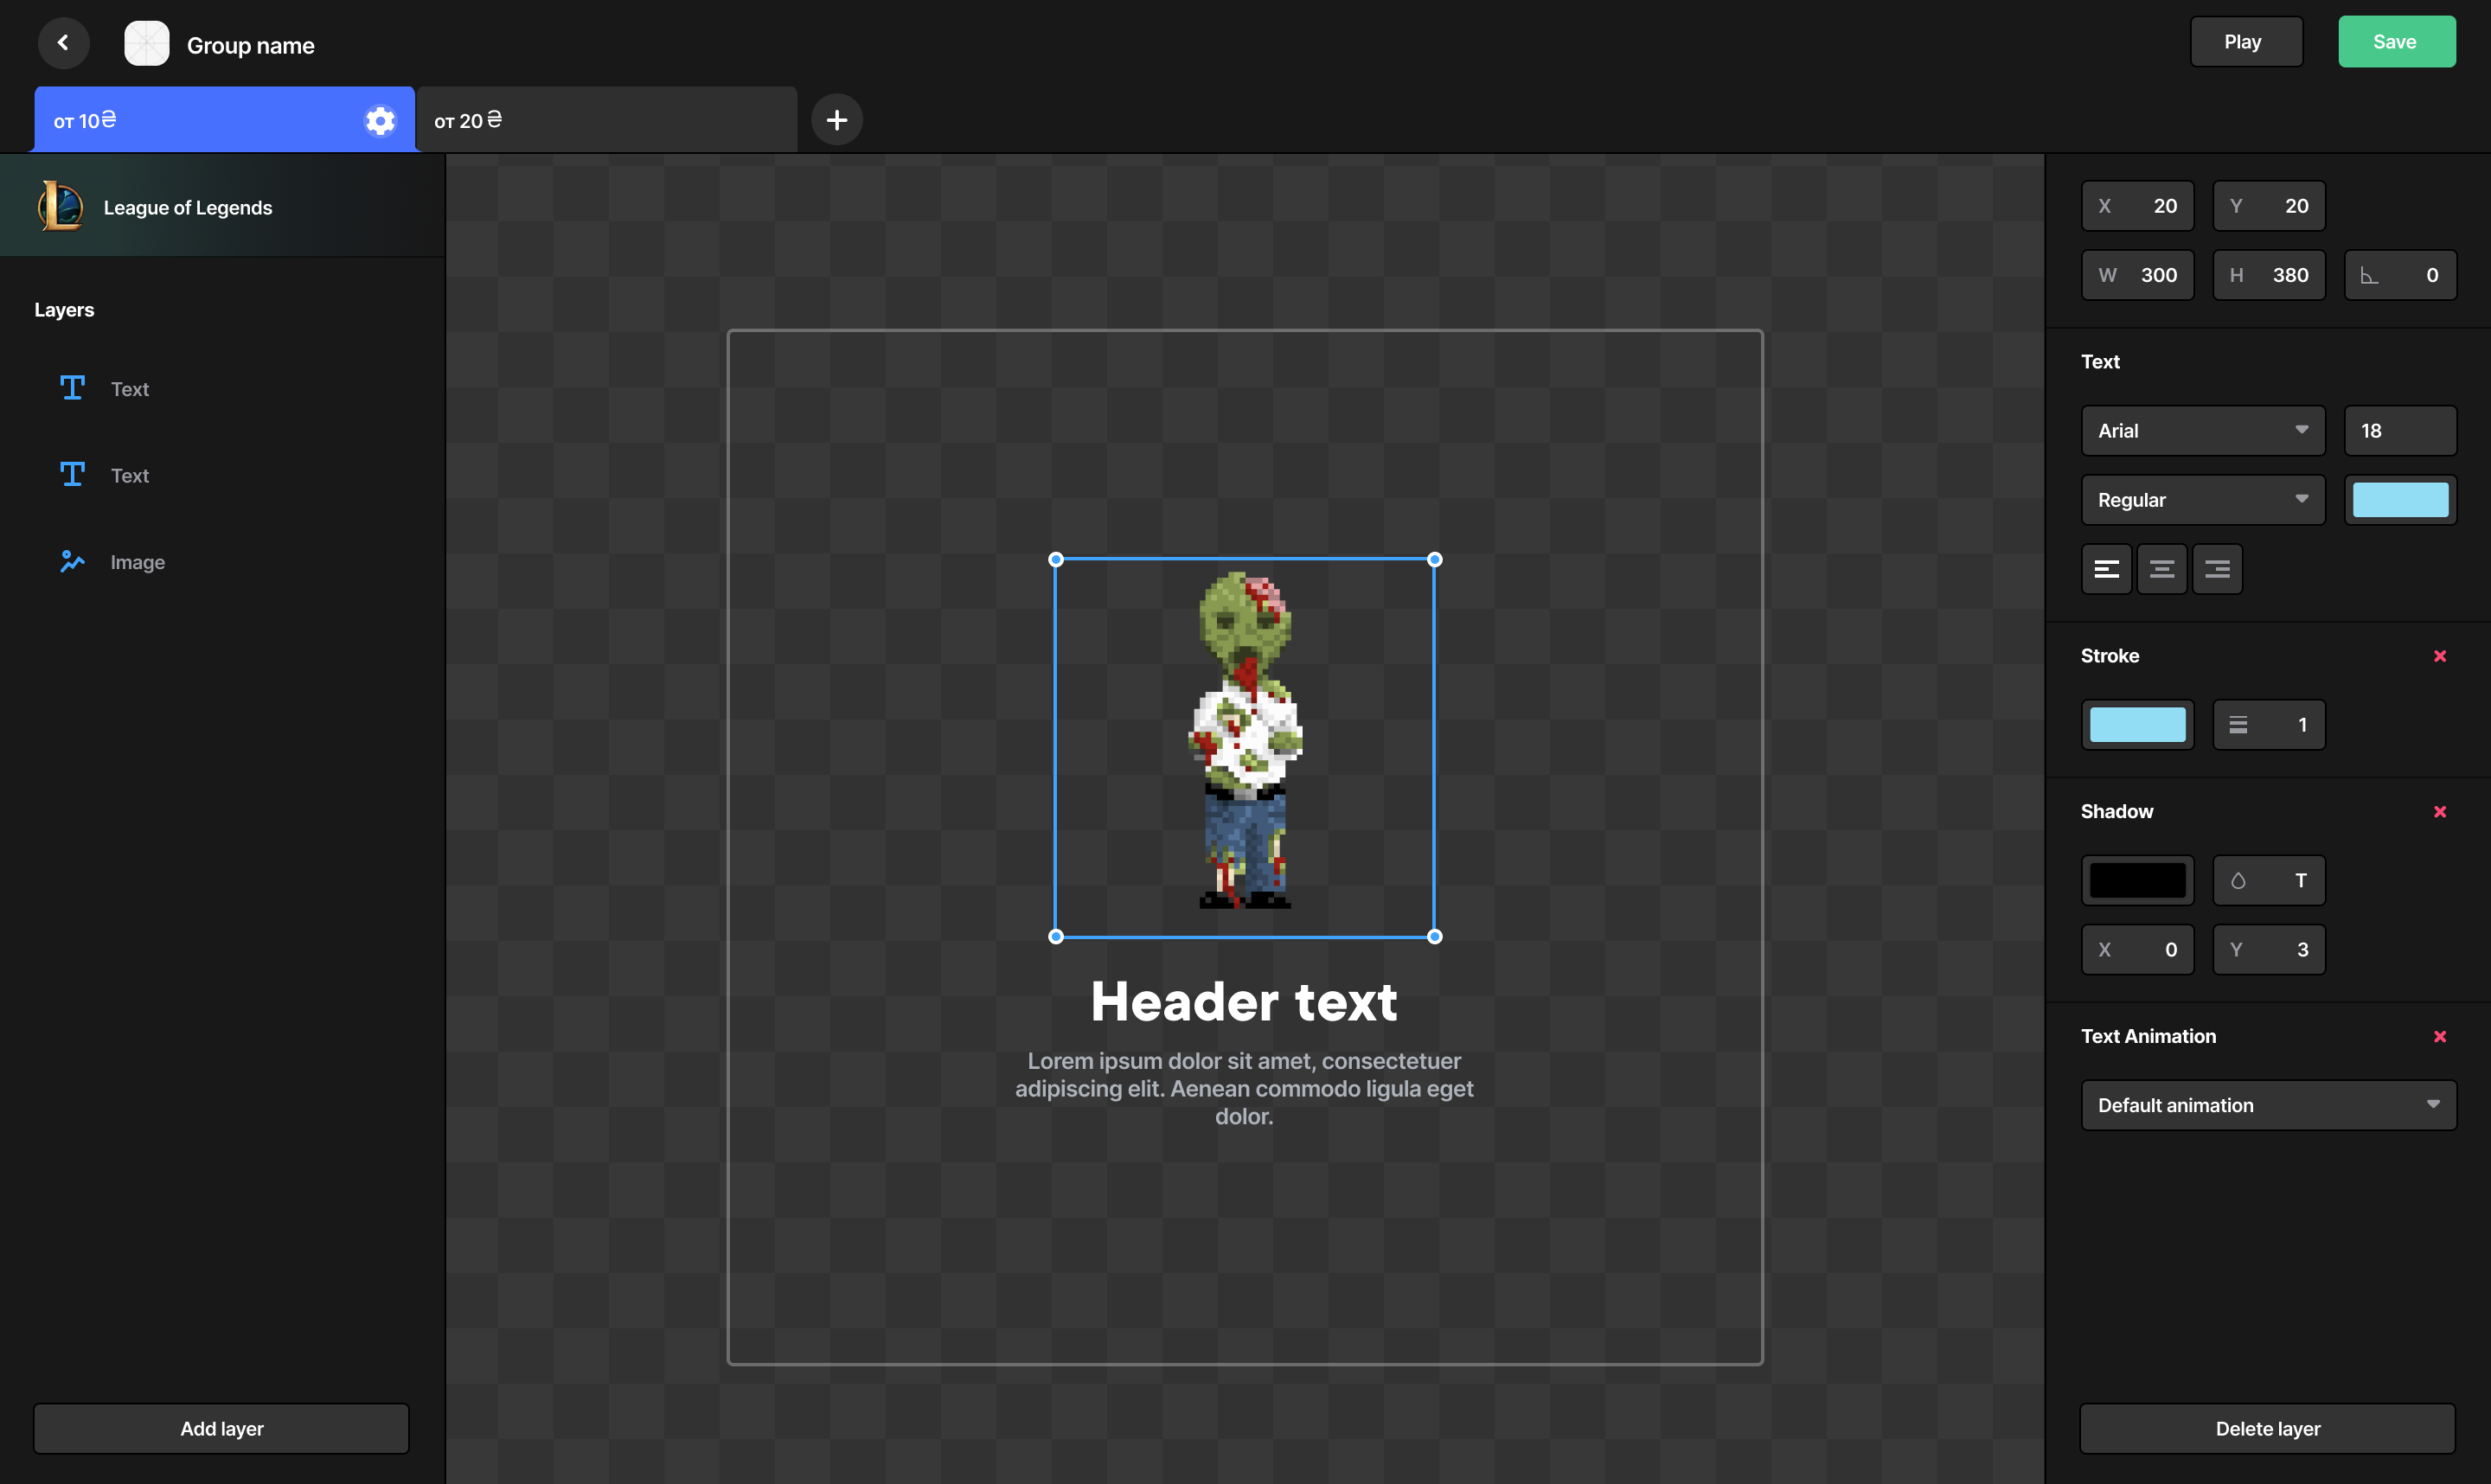 Group name
Play
Save
от 10₴
от 20 ₴
League of Legends
Layers
Text
Text
Image
Add layer
Header text
Lorem ipsum dolor sit amet, consectetuer
adipiscing elit. Aenean commodo ligula eget
dolor.
X 20
Y 20
W 300
H 380
0
Text
Arial
18
Regular
Stroke
1
Shadow
T
X 0
Y 3
Text Animation
Default animation
Delete layer